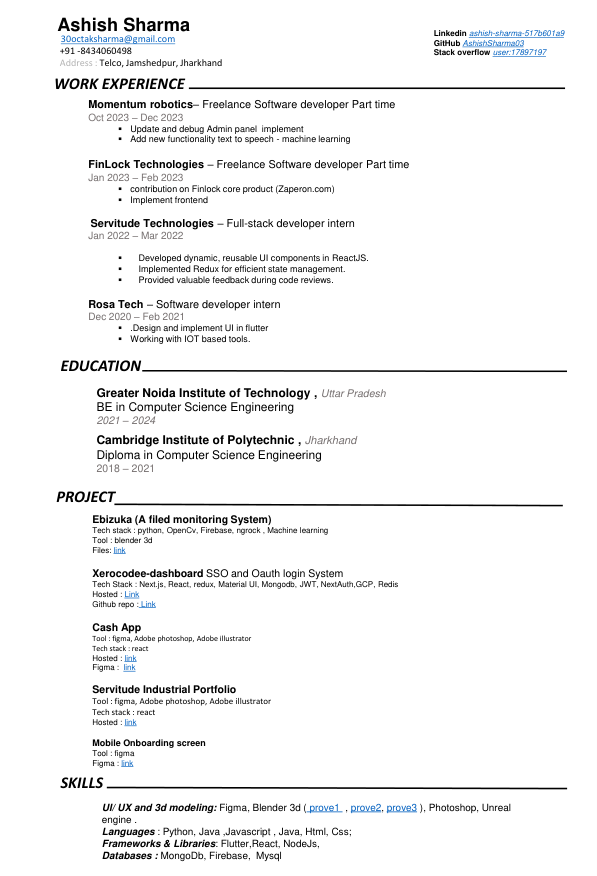 Ashish Sharma
30octaksharma@gmail.com
+91 -8434060498
Address : Telco, Jamshedpur, Jharkhand
Linkedin ashish-sharma-517b601a9
GitHub AshishSharma03
Stack overflow user:17897197
WORK EXPERIENCE
Momentum robotics– Freelance Software developer Part time
Oct 2023 – Dec 2023
▪ Update and debug Admin panel implement
▪ Add new functionality text to speech - machine learning
FinLock Technologies – Freelance Software developer Part time
Jan 2023 – Feb 2023
▪ contribution on Finlock core product (Zaperon.com)
▪ Implement frontend
Servitude Technologies – Full-stack developer intern
Jan 2022 – Mar 2022
▪ Developed dynamic, reusable UI components in ReactJS.
▪ Implemented Redux for efficient state management.
▪ Provided valuable feedback during code reviews.
Rosa Tech – Software developer intern
Dec 2020 – Feb 2021
▪ .Design and implement UI in flutter
▪ Working with IOT based tools.
EDUCATION
Greater Noida Institute of Technology , Uttar Pradesh
BE in Computer Science Engineering
2021 – 2024
Cambridge Institute of Polytechnic , Jharkhand
Diploma in Computer Science Engineering
2018 – 2021
PROJECT
Ebizuka (A filed monitoring System)
Tech stack : python, OpenCv, Firebase, ngrock , Machine learning
Tool : blender 3d
Files: link
Xerocodee-dashboard SSO and Oauth login System
Tech Stack : Next.js, React, redux, Material UI, Mongodb, JWT, NextAuth,GCP, Redis
Hosted : Link
Github repo : Link
Cash App
Tool : figma, Adobe photoshop, Adobe illustrator
Tech stack : react
Hosted : link
Figma : link
Servitude Industrial Portfolio
Tool : figma, Adobe photoshop, Adobe illustrator
Tech stack : react
Hosted : link
Mobile Onboarding screen
Tool : figma
Figma : link
SKILLS
UI/ UX and 3d modeling: Figma, Blender 3d ( prove1 , prove2, prove3 ), Photoshop, Unreal
engine .
Languages : Python, Java ,Javascript , Java, Html, Css;
Frameworks & Libraries: Flutter,React, NodeJs,
Databases : MongoDb, Firebase, Mysql